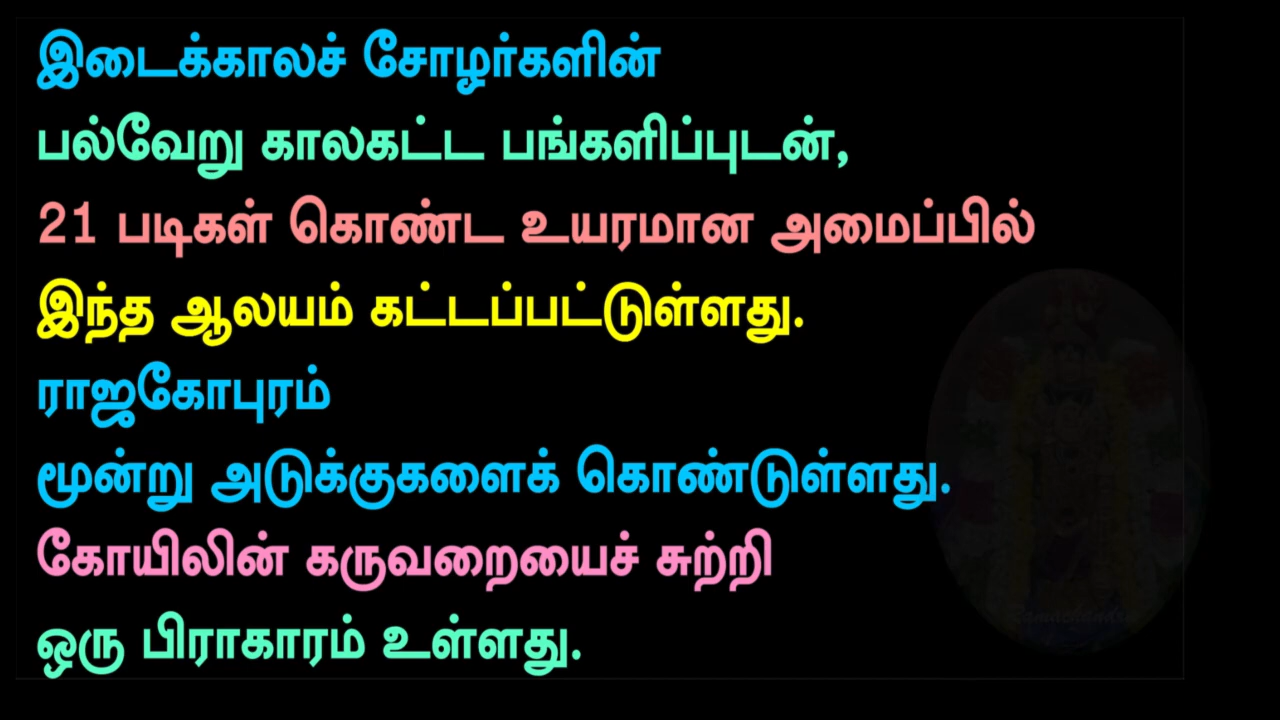 இடைக்காலச் சோழர்களின்
பல்வேறு காலகட்ட பங்களிப்புடன்,
21 படிகள் கொண்ட உயரமான அமைப்பில்
இந்த ஆலயம் கட்டப்பட்டுள்ளது.
ராஜகோபுரம்
மூன்று அடுக்குகளைக் கொண்டுள்ளது.
கோயிலின் கருவறையைச் சுற்றி
ஒரு பிராகாரம் உள்ளது.